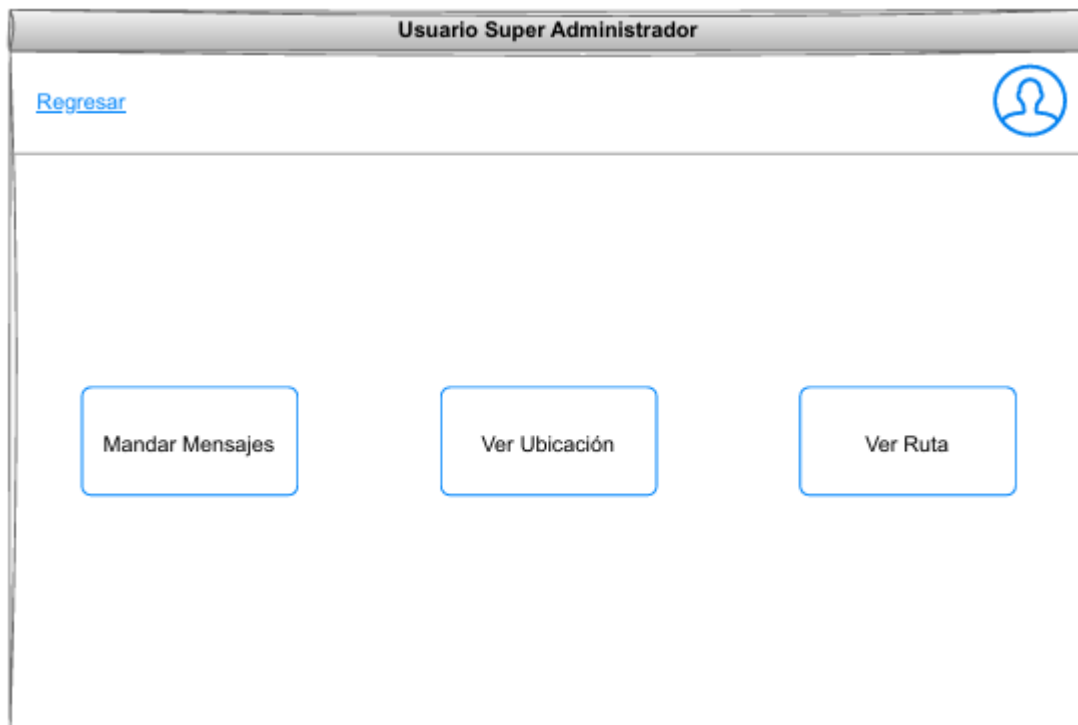 Usuario Super Administrador
Regresar
Mandar Mensajes
Ver Ubicación
Ver Ruta